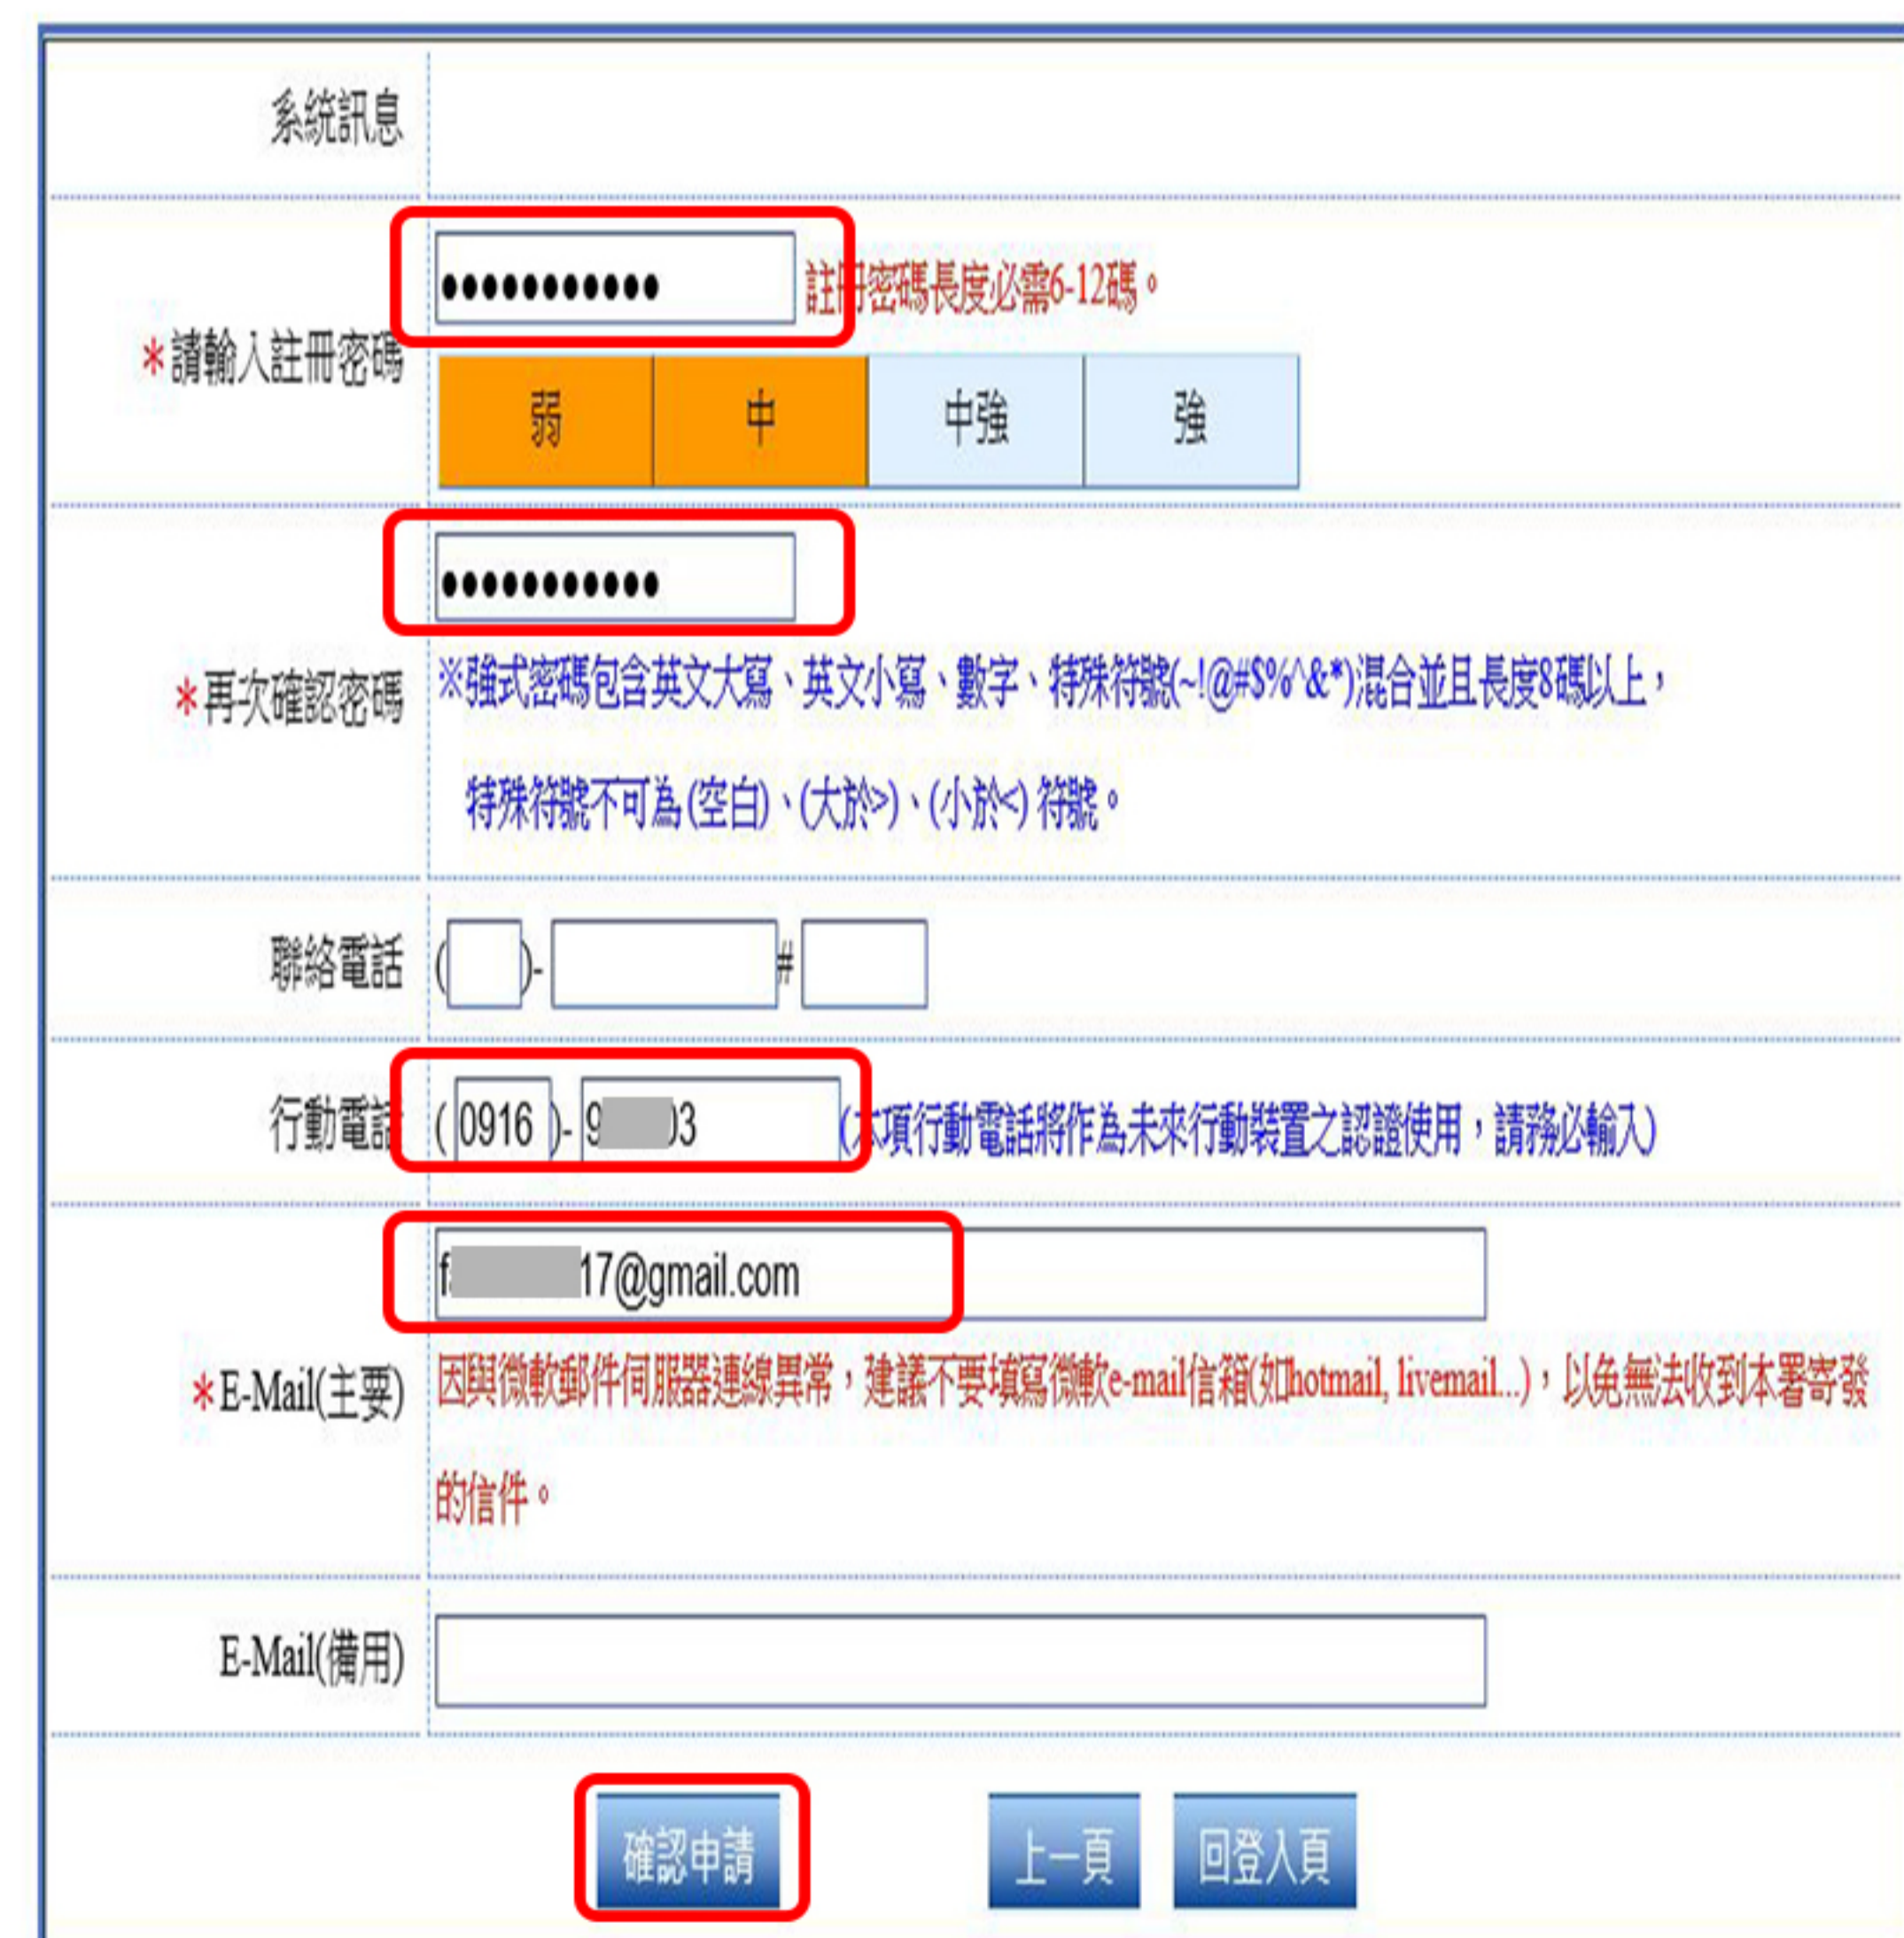 系統訊息
●●●●●●●●●●● 註冊密碼長度必需6-12碼。
*請輸入註冊密碼
弱 中 中強 強
●●●●●●●●●●●
*再次確認密碼
※強式密碼包含英文大寫、英文小寫、數字、特殊符號(~!@#$%^&*)混合並且長度8碼以上，
特殊符號不可為(空白)、(大於>)、(小於<)符號。
聯絡電話 ( )- #
行動電話 (0916)- 9 03 (本項行動電話將作為未來行動裝置之認證使用，請務必輸入)
f 17@gmail.com
*E-Mail(主要)
因與微軟郵件伺服器連線異常，建議不要填寫微軟e-mail信箱(如hotmail, livemail...)，以免無法收到本署寄發
的信件。
E-Mail(備用)
確認申請 上一頁 回登入頁